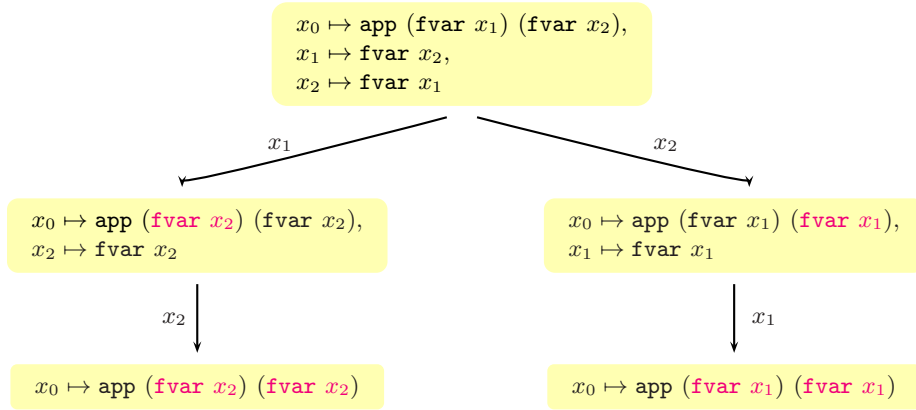 x₀ ↦ app (fvar x₁) (fvar x₂),
x₁ ↦ fvar x₂,
x₂ ↦ fvar x₁
x₁
x₂
x₀ ↦ app (fvar x₂) (fvar x₂),
x₂ ↦ fvar x₂
x₀ ↦ app (fvar x₁) (fvar x₁),
x₁ ↦ fvar x₁
x₂
x₁
x₀ ↦ app (fvar x₂) (fvar x₂)
x₀ ↦ app (fvar x₁) (fvar x₁)